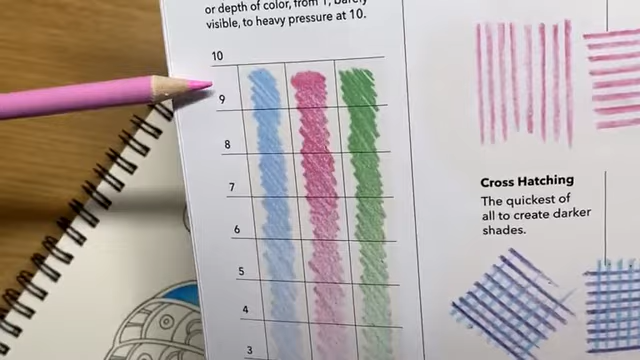 or depth of color, from 1, barely
visible, to heavy pressure at 10.
10
9
8
7
6
5
4
3
Cross Hatching
The quickest of
all to create darker
shades.